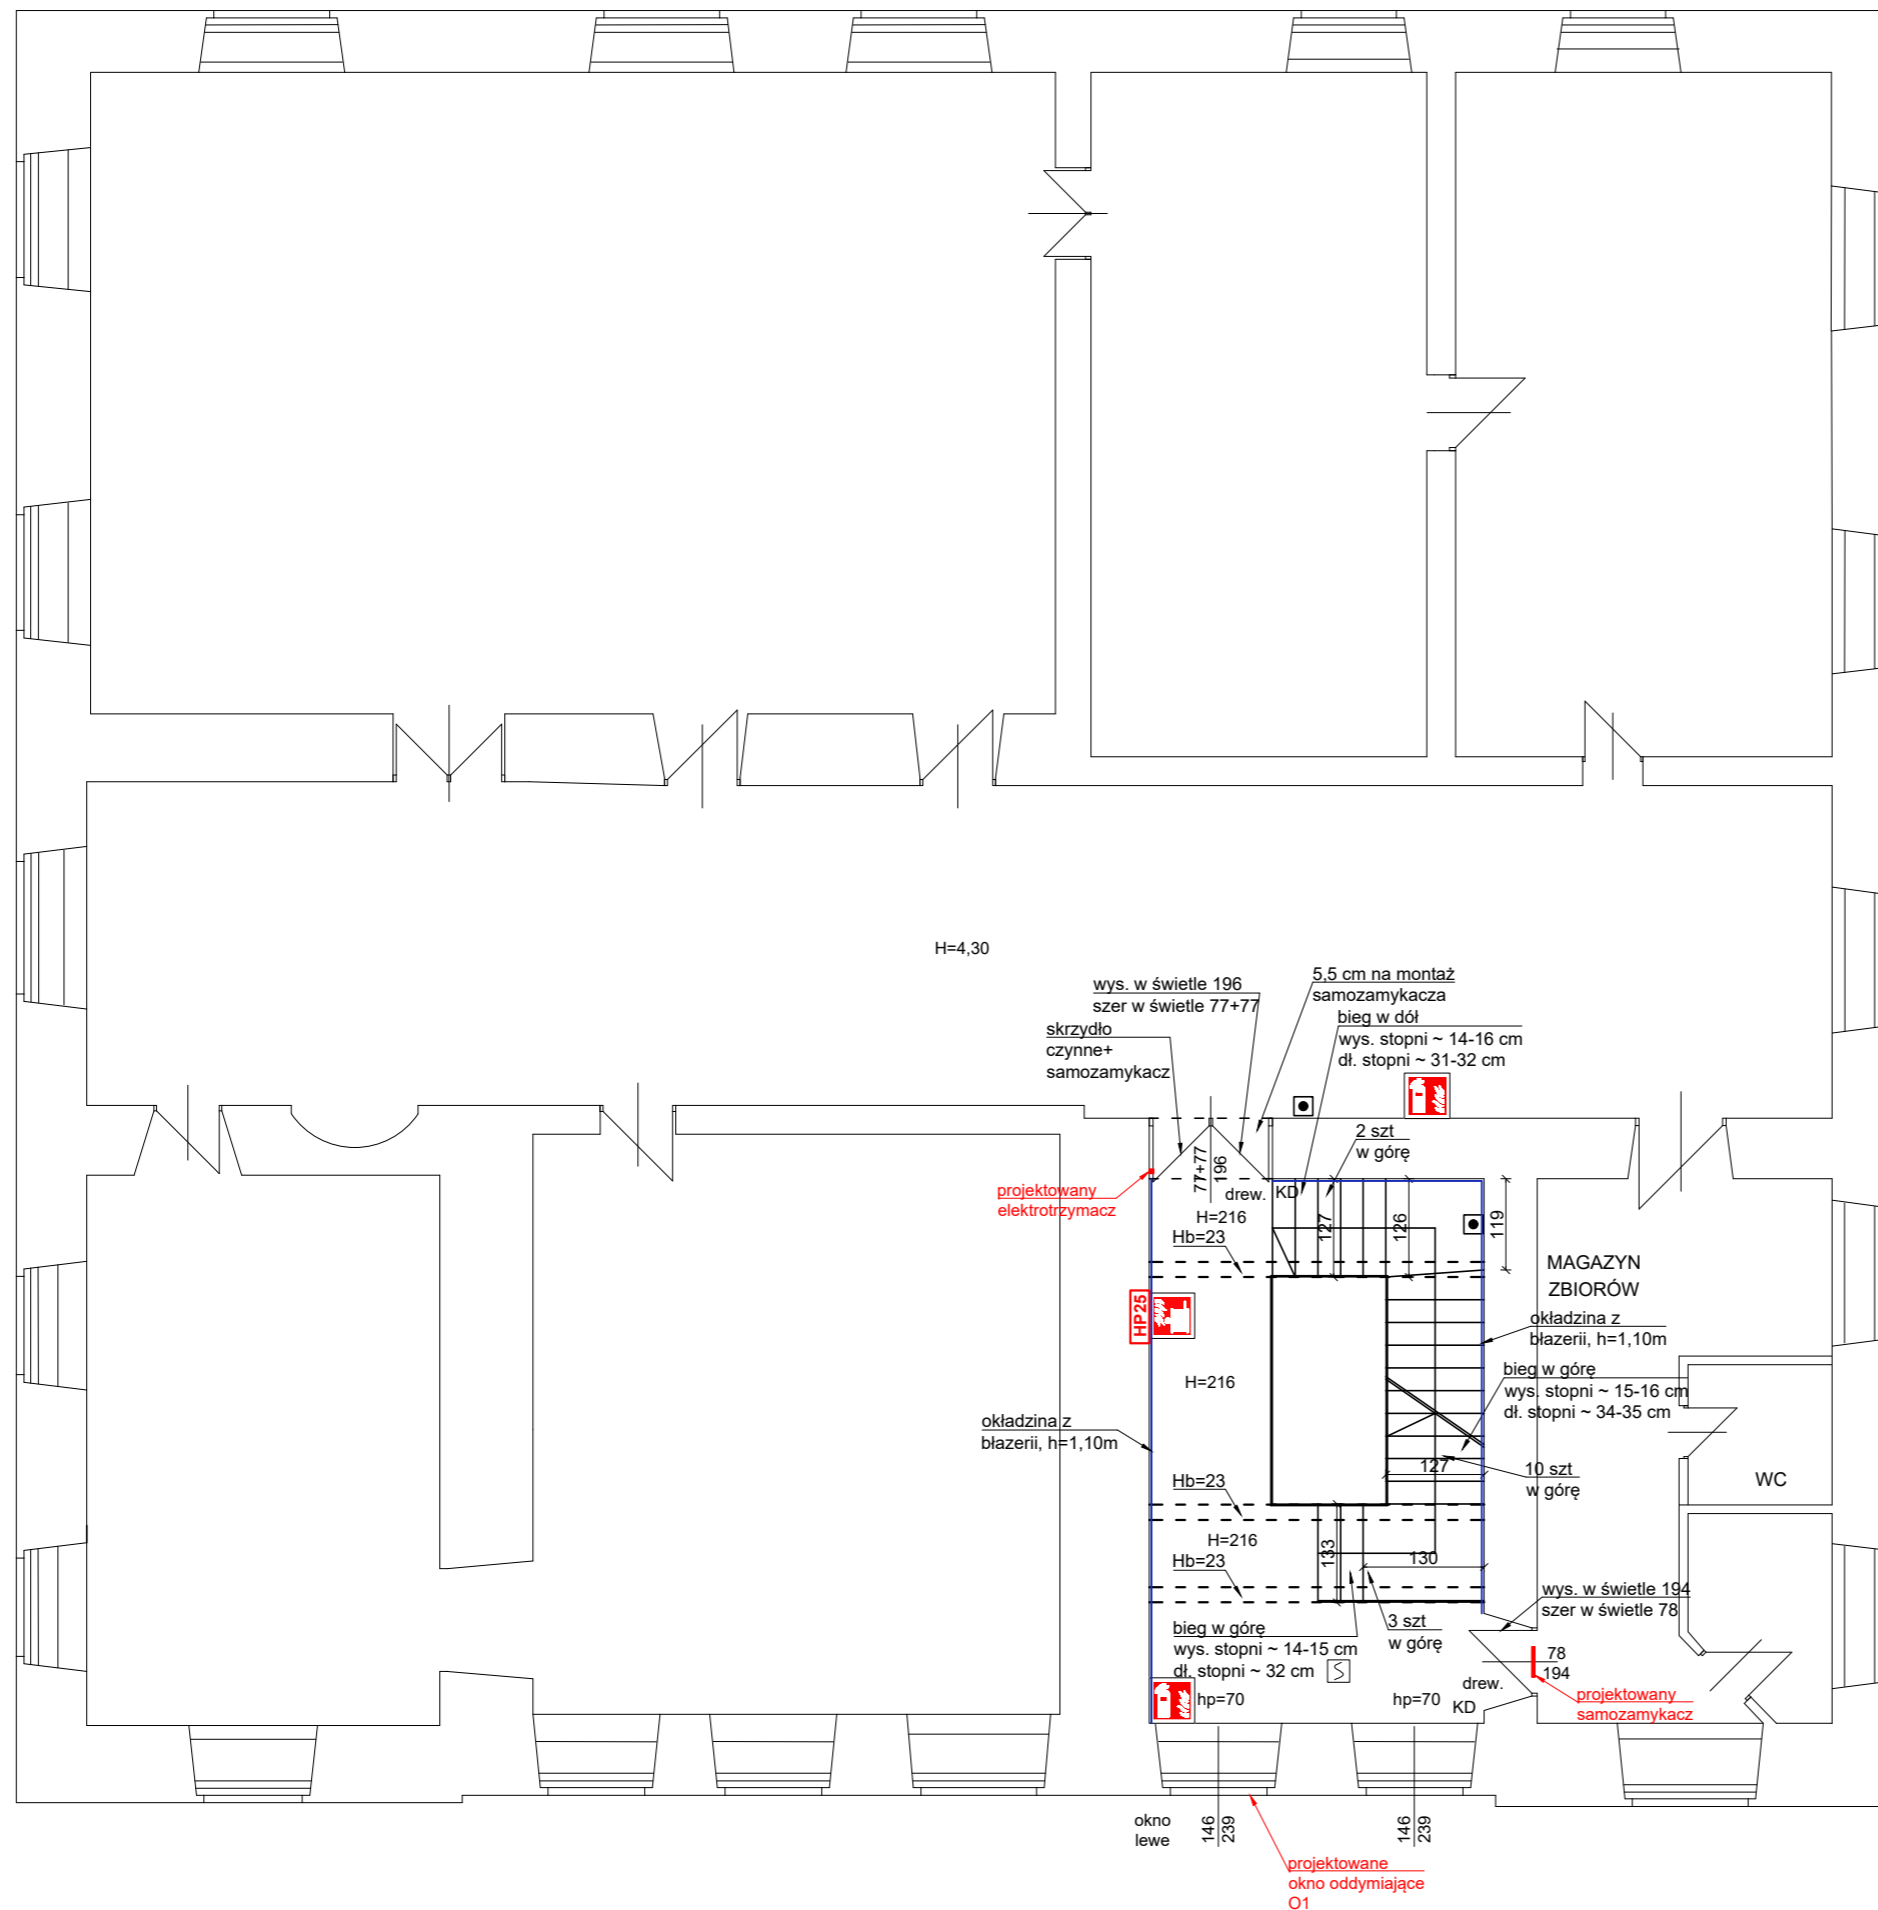 H=4,30
wys. w świetle 196
szer w świetle 77+77
5,5 cm na montaż
samozamykacza
bieg w dół
wys. stopni ~ 14-16 cm
dł. stopni ~ 31-32 cm
skrzydło
czynne+
samozamykacz
2 szt
w górę
77+77
196
projektowany
elektrotrzymacz
drew.
KD
H=216
Hb=23
127
126
119
MAGAZYN
ZBIORÓW
HP25
okładzina z
błazerii, h=1,10m
H=216
bieg w górę
wys. stopni ~ 15-16 cm
dł. stopni ~ 34-35 cm
okładzina z
błazerii, h=1,10m
127
10 szt
w górę
WC
Hb=23
H=216
133
130
Hb=23
wys. w świetle 194
szer w świetle 78
bieg w górę
wys. stopni ~ 14-15 cm
dł. stopni ~ 32 cm
3 szt
w górę
78
194
drew.
KD
projektowany
samozamykacz
hp=70
hp=70
okno
lewe
146
239
146
239
projektowane
okno oddymiające
O1